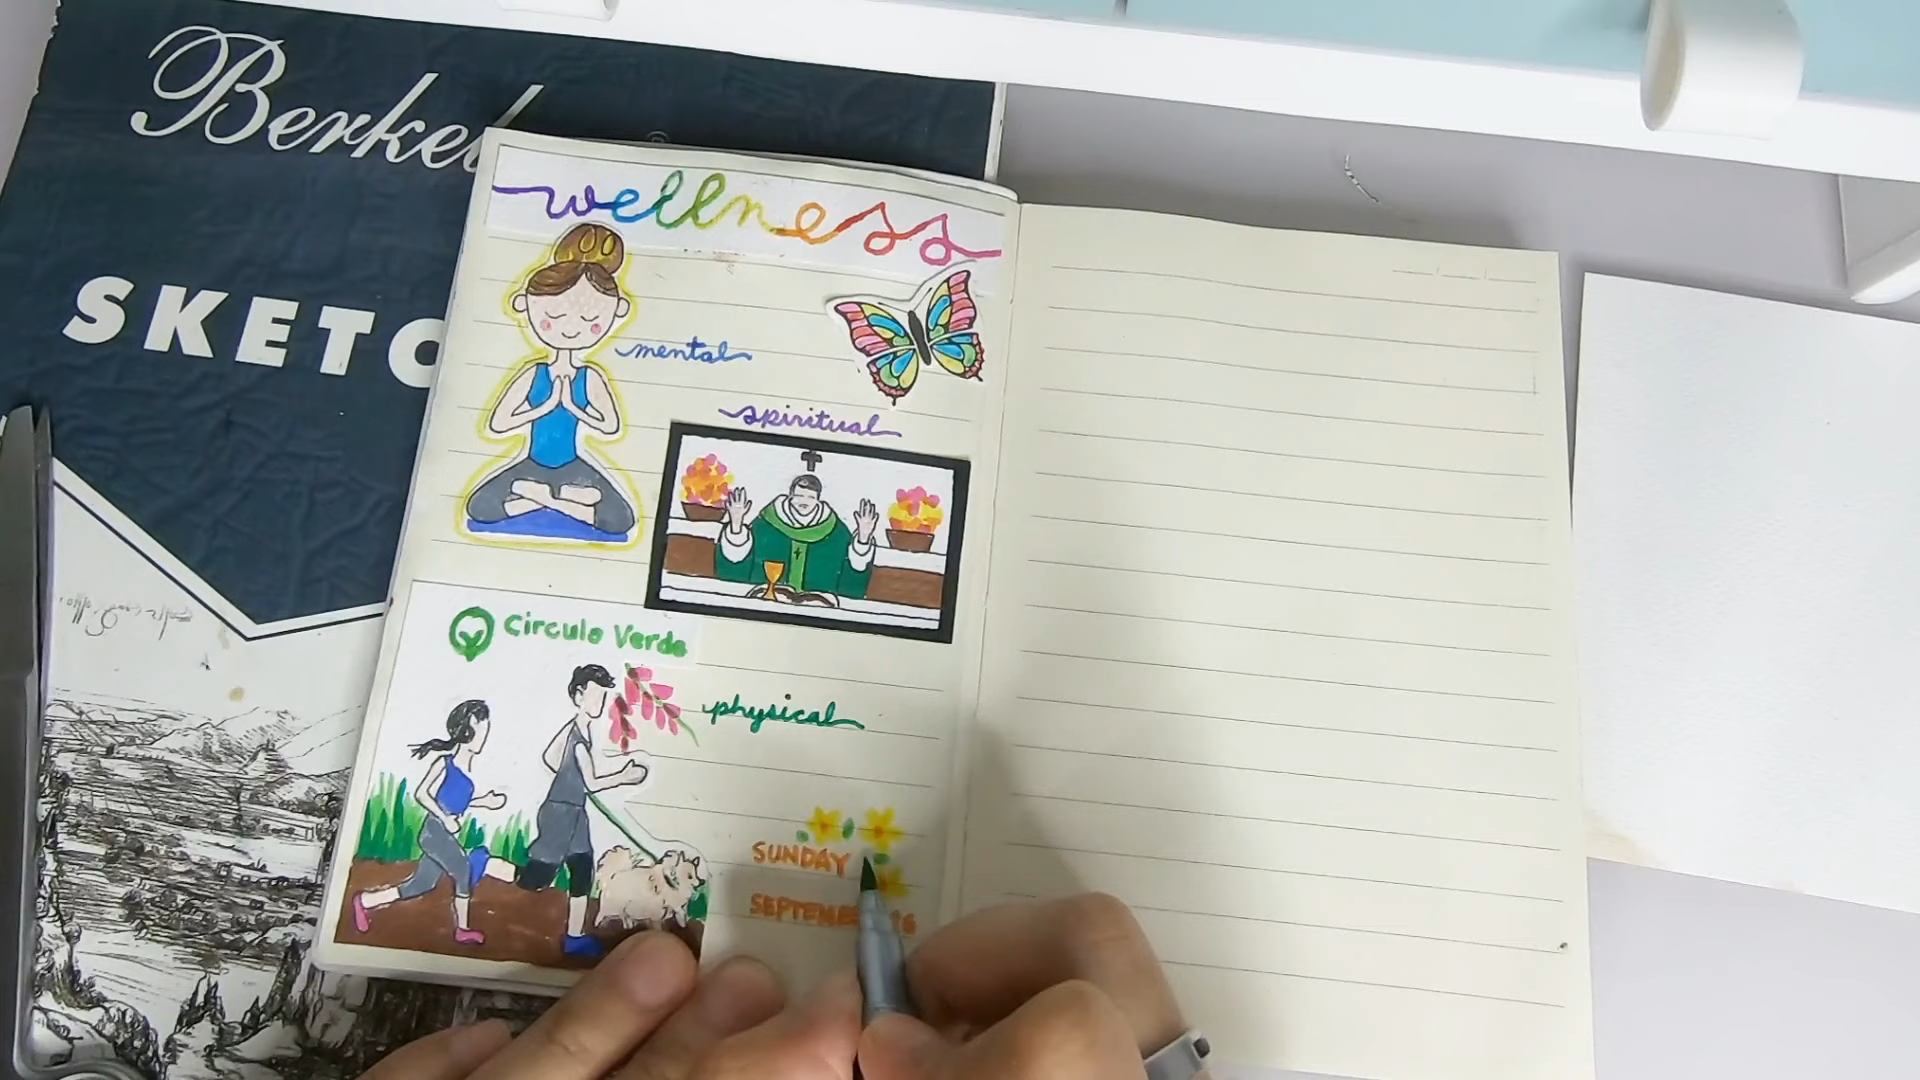 Berkel
SKETC
wellness
mental
spiritual
Circulo Verde
physical
SUNDAY